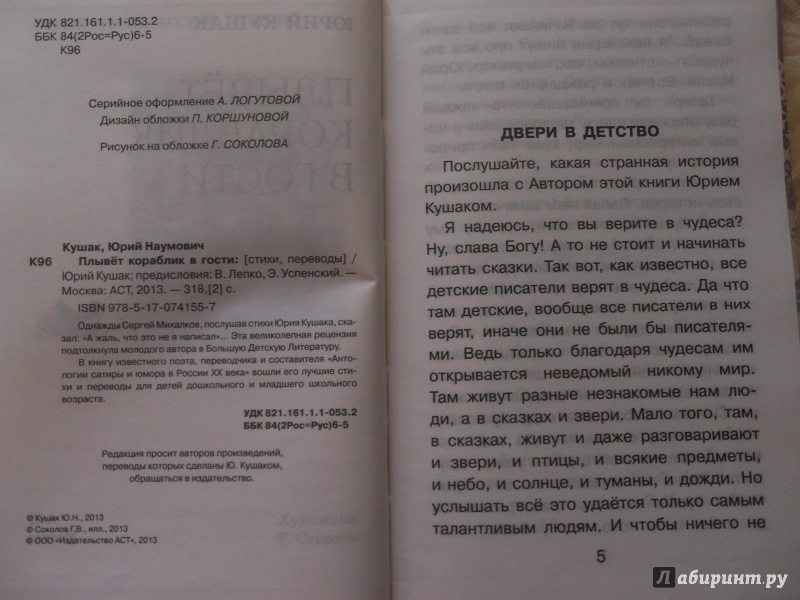 УДК 821.161.1.1-053.2
ББК 84(2Рос=Рус)6-5
К96
Серийное оформление А. ЛОГУТОВОЙ
Дизайн обложки П. КОРШУНОВОЙ
Рисунок на обложке Г. СОКОЛОВА
Кушак, Юрий Наумович
К96 Плывёт кораблик в гости: [стихи, переводы] /
Юрий Кушак; предисловия: В. Лепко, Э. Успенский. —
Москва: АСТ, 2013. — 318,[2] с.
ISBN 978-5-17-074155-7
Однажды Сергей Михалков, послушав стихи Юрия Кушака, ска-
зал: «А жаль, что это не я написал»... Эта великолепная рецензия
подтолкнула молодого автора в Большую Детскую Литературу.
В книгу известного поэта, переводчика и составителя «Анто-
логии сатиры и юмора в России XX века» вошли его лучшие сти-
хи и переводы для детей дошкольного и младшего школьного
возраста.
УДК 821.161.1.1-053.2
ББК 84(2Рос=Рус)6-5
Редакция просит авторов произведений,
переводы которых сделаны Ю. Кушаком,
обращаться в издательство.
© Кушак Ю.Н., 2013
© Соколов Г.В., илл., 2013
© ООО «Издательство АСТ», 2013
ДВЕРИ В ДЕТСТВО
Послушайте, какая странная история
произошла с Автором этой книги Юрием
Кушаком.
Я надеюсь, что вы верите в чудеса?
Ну, слава Богу! А то не стоит и начинать
читать сказки. Так вот, как известно, все
детские писатели верят в чудеса. Да что
там детские, вообще все писатели в них
верят, иначе они не были бы писателя-
ми. Ведь только благодаря чудесам им
открывается неведомый никому мир.
Там живут разные незнакомые нам лю-
ди, а в сказках и звери. Мало того, там,
в сказках, живут и даже разговаривают
и звери, и птицы, и всякие предметы,
и небо, и солнце, и туманы, и дожди. Но
услышать всё это удаётся только самым
талантливым людям. И чтобы ничего не
5
Лабиринт.ру